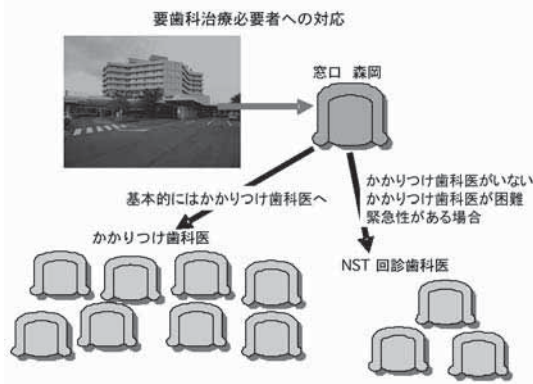 要歯科治療必要者への対応
窓口 森岡
基本的にはかかりつけ歯科医へ
かかりつけ歯科医がいない
かかりつけ歯科医が困難
緊急性がある場合
かかりつけ歯科医
NST 回診歯科医